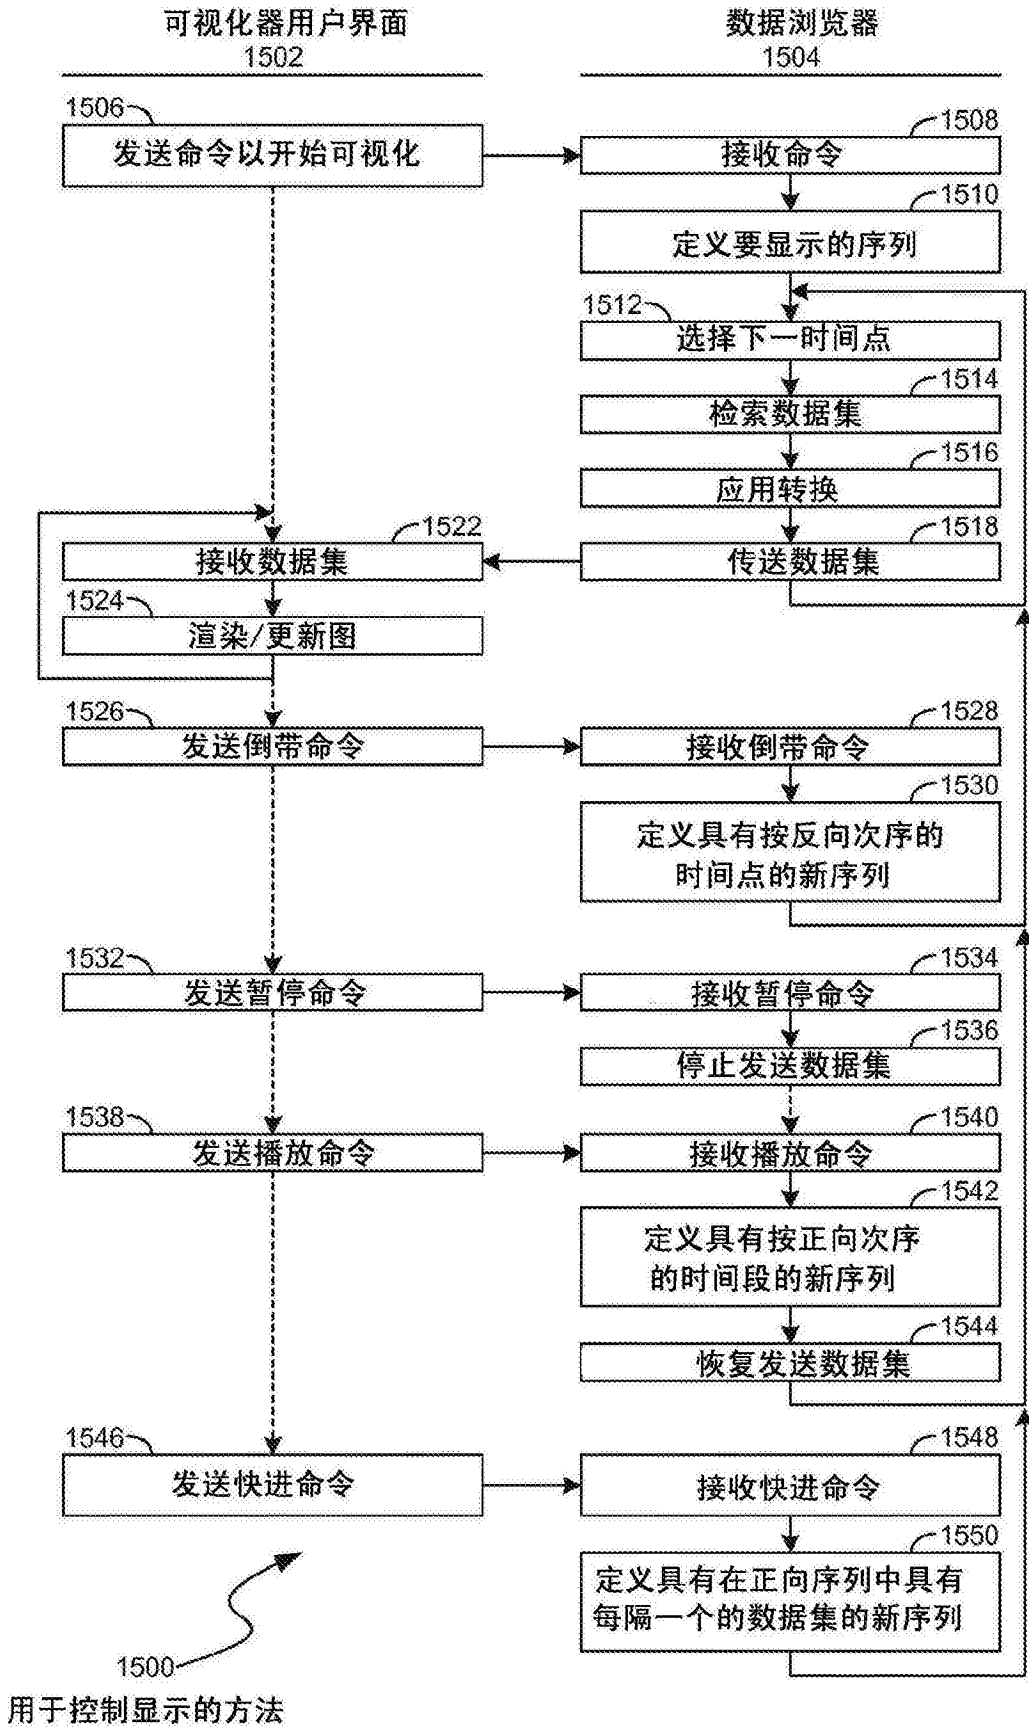 可视化器用户界面
1502
数据浏览器
1504
1506
发送命令以开始可视化
1508
接收命令
1510
定义要显示的序列
1512
选择下一时间点
1514
检索数据集
1516
应用转换
1518
传送数据集
1522
接收数据集
1524
渲染/更新图
1526
发送倒带命令
1528
接收倒带命令
1530
定义具有按反向次序的
时间点的新序列
1532
发送暂停命令
1534
接收暂停命令
1536
停止发送数据集
1538
发送播放命令
1540
接收播放命令
1542
定义具有按正向次序
的时间段的新序列
1544
恢复发送数据集
1546
发送快进命令
1548
接收快进命令
1550
定义具有在正向序列中具有
每隔一个的数据集的新序列
1500
用于控制显示的方法